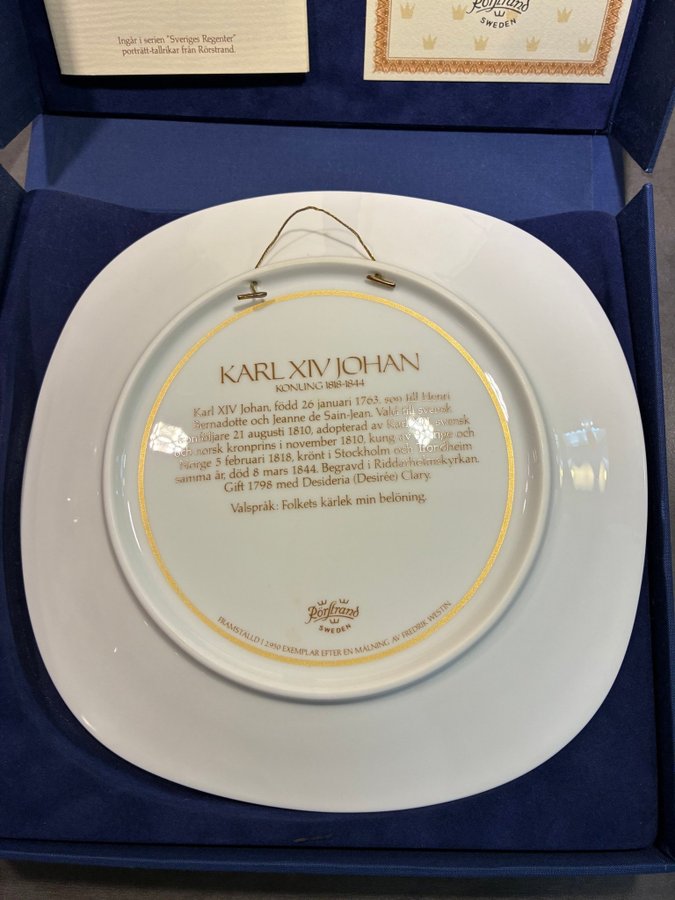 Ingår i serien "Sveriges Regenter"
porträtt-tallrikar från Rörstrand.
Rörstrand
SWEDEN
KARL XIV JOHAN
KONUNG 1818-1844
Karl XIV Johan, född 26 januari 1763, son till Henri
Bernadotte och Jeanne de Sain-Jean. Vald till svensk
tronföljare 21 augusti 1810, adopterad av Karl XIII, svensk
och norsk kronprins i november 1810, kung av Sverige och
Norge 5 februari 1818, krönt i Stockholm och Trondheim
samma år, död 8 mars 1844. Begravd i Riddarholmskyrkan.
Gift 1798 med Desideria (Desirée) Clary.
Valspråk: Folkets kärlek min belöning.
Rörstrand
SWEDEN
FRAMSTÄLLD I 2.950 EXEMPLAR EFTER EN MÅLNING AV FREDRIK WESTIN